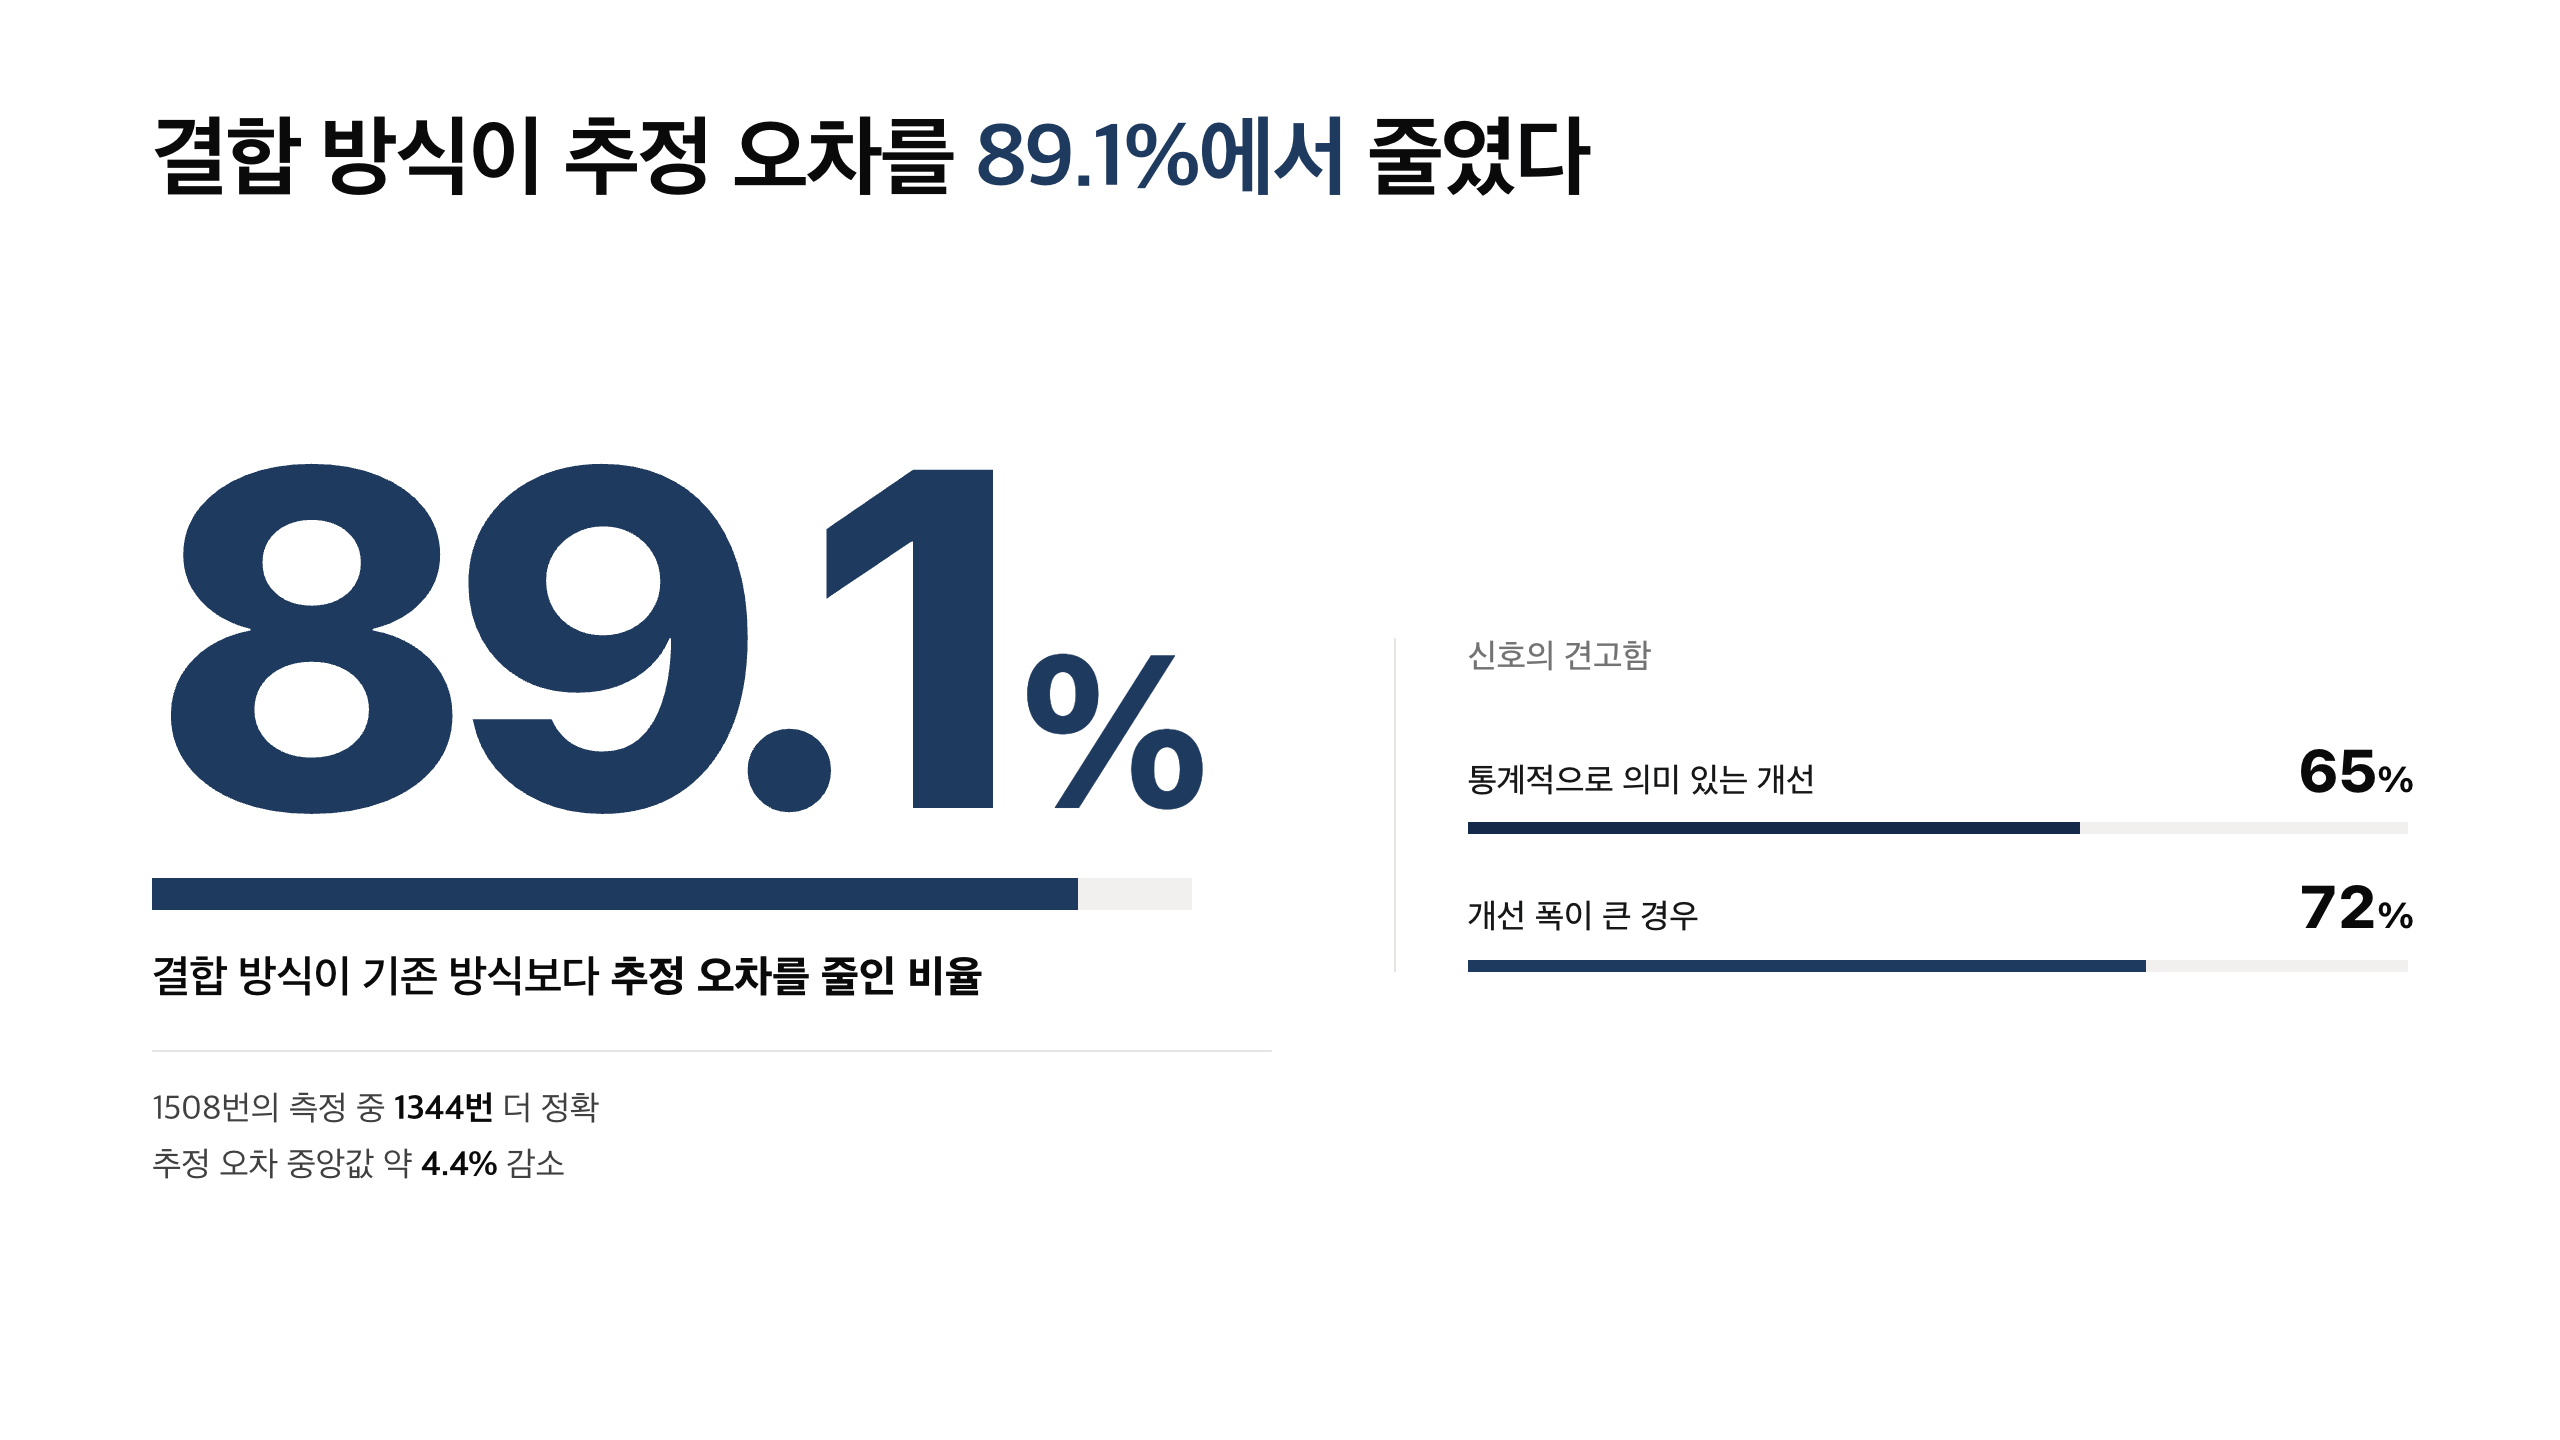 결합 방식이 추정 오차를 89.1%에서 줄였다
89.1%
결합 방식이 기존 방식보다 추정 오차를 줄인 비율
1508번의 측정 중 1344번 더 정확
추정 오차 중앙값 약 4.4% 감소
신호의 견고함
통계적으로 의미 있는 개선 65%
개선 폭이 큰 경우 72%